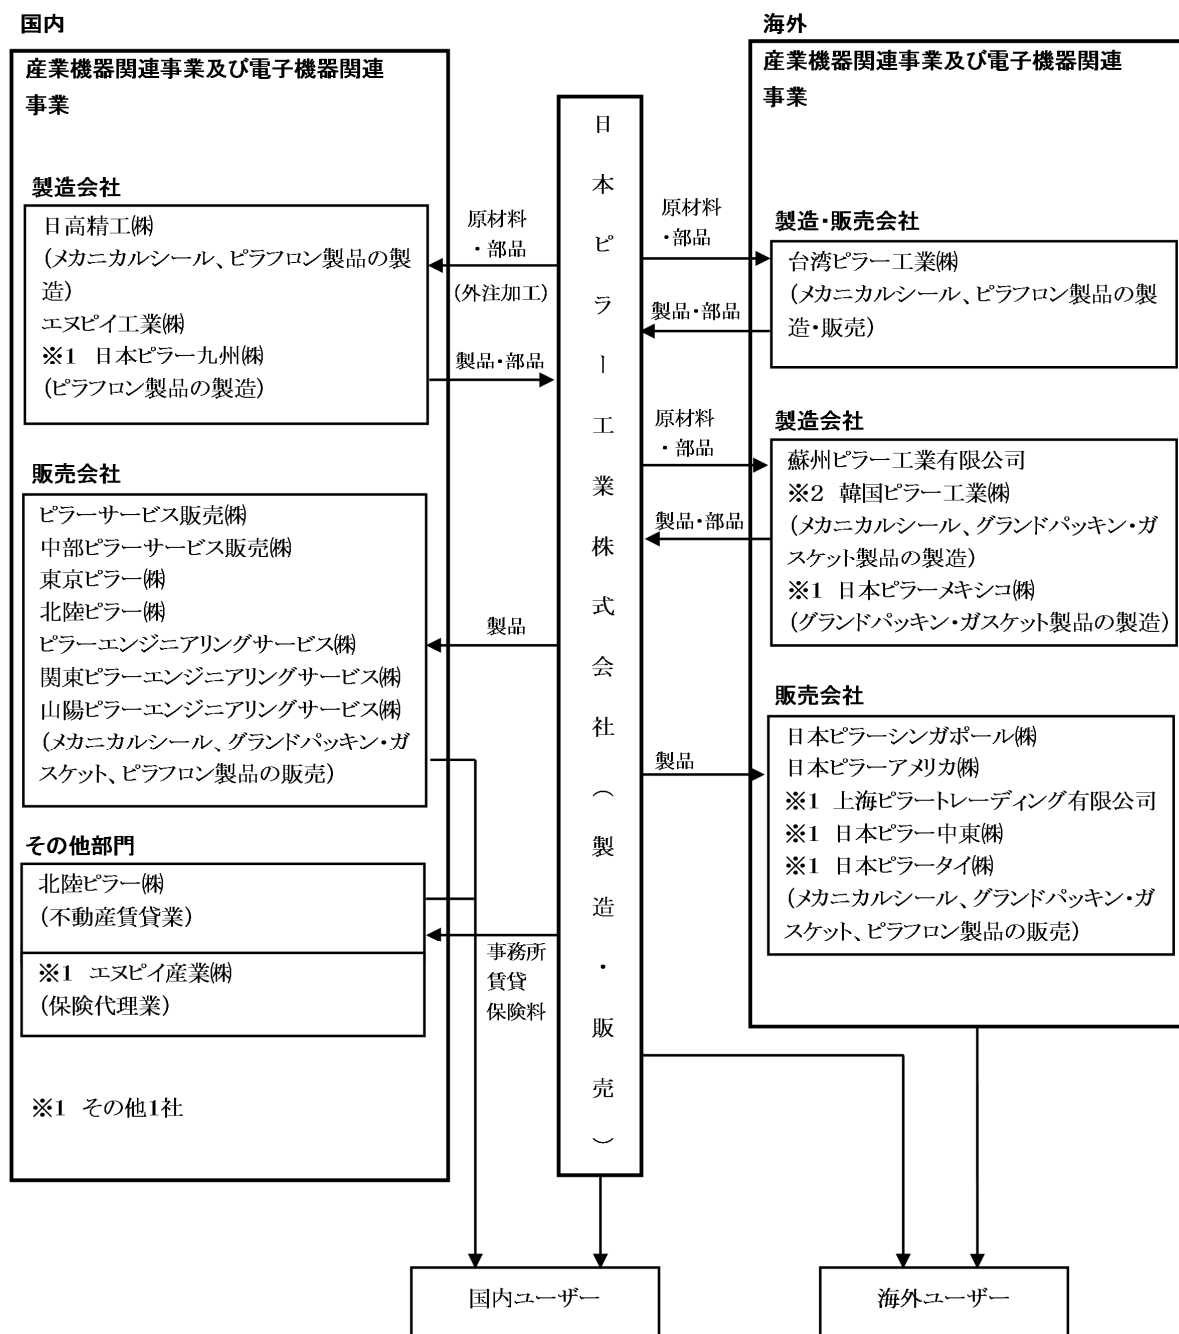 国内
産業機器関連事業及び電子機器関連
事業
製造会社
日高精工㈱
(メカニカルシール、ピラフロン製品の製
造)
エヌピイ工業㈱
※1 日本ピラー九州㈱
(ピラフロン製品の製造)
販売会社
ピラーサービス販売㈱
中部ピラーサービス販売㈱
東京ピラー㈱
北陸ピラー㈱
ピラーエンジニアリングサービス㈱
関東ピラーエンジニアリングサービス㈱
山陽ピラーエンジニアリングサービス㈱
(メカニカルシール、グランドパッキン・ガ
スケット、ピラフロン製品の販売)
その他部門
北陸ピラー㈱
(不動産賃貸業)
※1 エヌピイ産業㈱
(保険代理業)
※1 その他1社
原材料
・部品
(外注加工)
製品・部品
製品
事務所
賃貸
保険料
日本ピラー工業株式会社(製造・販売)
原材料
・部品
製品・部品
原材料
・部品
製品・部品
製品
海外
産業機器関連事業及び電子機器関連
事業
製造・販売会社
台湾ピラー工業㈱
(メカニカルシール、ピラフロン製品の製
造・販売)
製造会社
蘇州ピラー工業有限公司
※2 韓国ピラー工業㈱
(メカニカルシール、グランドパッキン・ガ
スケット製品の製造)
※1 日本ピラーメキシコ㈱
(グランドパッキン・ガスケット製品の製造)
販売会社
日本ピラーシンガポール㈱
日本ピラーアメリカ㈱
※1 上海ピラートレーディング有限公司
※1 日本ピラー中東㈱
※1 日本ピラータイ㈱
(メカニカルシール、グランドパッキン・ガ
スケット、ピラフロン製品の販売)
国内ユーザー
海外ユーザー